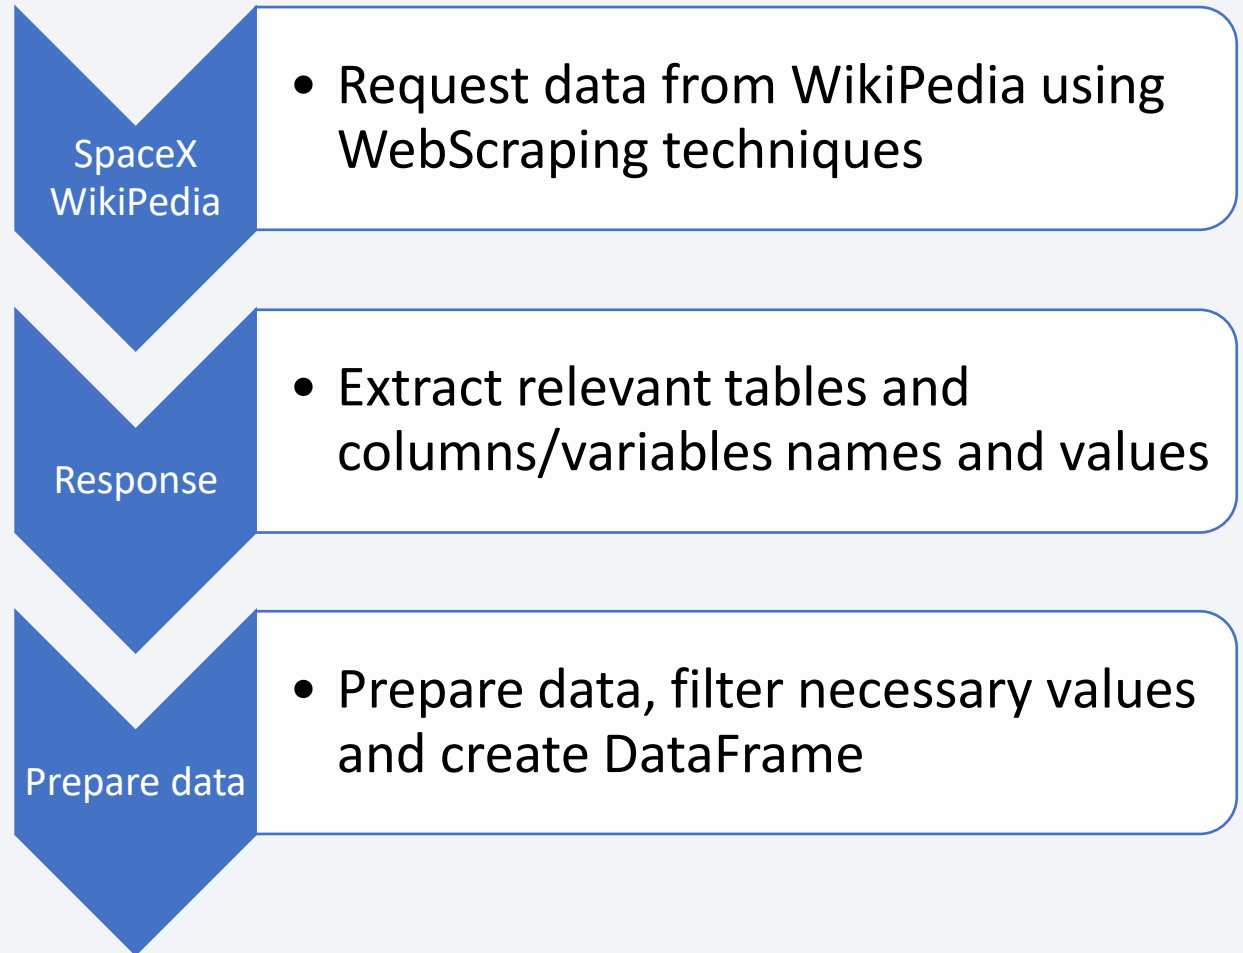 SpaceX
WikiPedia
• Request data from WikiPedia using
WebScraping techniques
Response
• Extract relevant tables and
columns/variables names and values
Prepare data
• Prepare data, filter necessary values
and create DataFrame